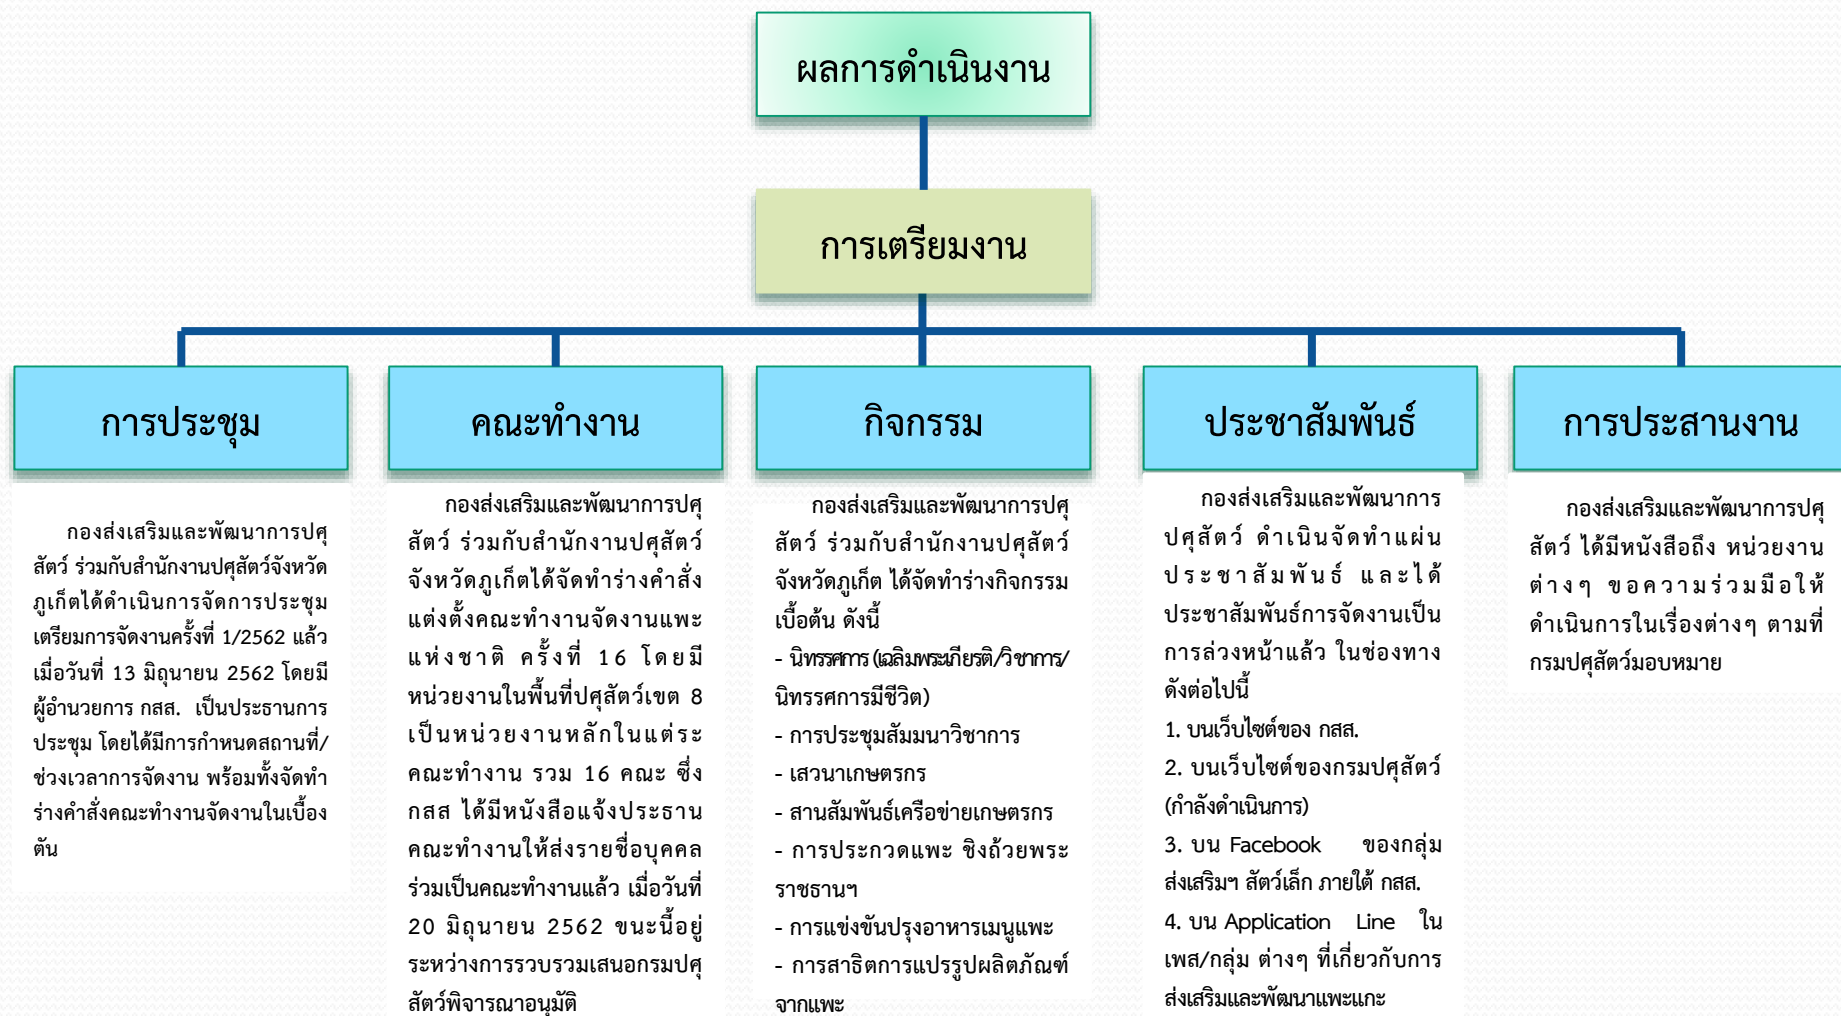 ผลการดำเนินงาน
การเตรียมงาน
การประชุม
กองส่งเสริมและพัฒนาการปศุ
สัตว์ ร่วมกับสำนักงานปศุสัตว์จังหวัด
ภูเก็ตได้ดำเนินการจัดการประชุม
เตรียมการจัดงานครั้งที่ 1/2562 แล้ว
เมื่อวันที่ 13 มิถุนายน 2562 โดยมี
ผู้อำนวยการ กสส. เป็นประธานการ
ประชุม โดยได้มีการกำหนดสถานที่/
ช่วงเวลาการจัดงาน พร้อมทั้งจัดทำ
ร่างคำสั่งคณะทำงานจัดงานในเบื้อง
ต้น
คณะทำงาน
กองส่งเสริมและพัฒนาการปศุ
สัตว์ ร่วมกับสำนักงานปศุสัตว์
จังหวัดภูเก็ตได้จัดทำร่างคำสั่ง
แต่งตั้งคณะทำงานจัดงานแพะ
แห่งชาติ ครั้งที่ 16 โดยมี
หน่วยงานในพื้นที่ปศุสัตว์เขต 8
เป็นหน่วยงานหลักในแต่ระ
คณะทำงาน รวม 16 คณะ ซึ่ง
กสส ได้มีหนังสือแจ้งประธาน
คณะทำงานให้ส่งรายชื่อบุคคล
ร่วมเป็นคณะทำงานแล้ว เมื่อวันที่
20 มิถุนายน 2562 ขนะนี้อยู่
ระหว่างการรวบรวมเสนอกรมปศุ
สัตว์พิจารณาอนุมัติ
กิจกรรม
กองส่งเสริมและพัฒนาการปศุ
สัตว์ ร่วมกับสำนักงานปศุสัตว์
จังหวัดภูเก็ต ได้จัดทำร่างกิจกรรม
เบื้อต้น ดังนี้
- นิทรรศการ (เฉลิมพระเกียรติ/วิชาการ/
นิทรรศการมีชีวิต)
- การประชุมสัมมนาวิชาการ
- เสวนาเกษตรกร
- สานสัมพันธ์เครือข่ายเกษตรกร
- การประกวดแพะ ชิงถ้วยพระ
ราชธานฯ
- การแข่งขันปรุงอาหารเมนูแพะ
- การสาธิตการแปรรูปผลิตภัณฑ์
จากแพะ
ประชาสัมพันธ์
กองส่งเสริมและพัฒนาการ
ปศุสัตว์ ดำเนินจัดทำแผ่น
ประชาสัมพันธ์ และได้
ประชาสัมพันธ์การจัดงานเป็น
การล่วงหน้าแล้ว ในช่องทาง
ดังต่อไปนี้
1. บนเว็บไซต์ของ กสส.
2. บนเว็บไซต์ของกรมปศุสัตว์
(กำลังดำเนินการ)
3. บน Facebook ของกลุ่ม
ส่งเสริมฯ สัตว์เล็ก ภายใต้ กสส.
4. บน Application Line ใน
เพส/กลุ่ม ต่างๆ ที่เกี่ยวกับการ
ส่งเสริมและพัฒนาแพะแกะ
การประสานงาน
กองส่งเสริมและพัฒนาการปศุ
สัตว์ ได้มีหนังสือถึง หน่วยงาน
ต่างๆ ขอความร่วมมือให้
ดำเนินการในเรื่องต่างๆ ตามที่
กรมปศุสัตว์มอบหมาย